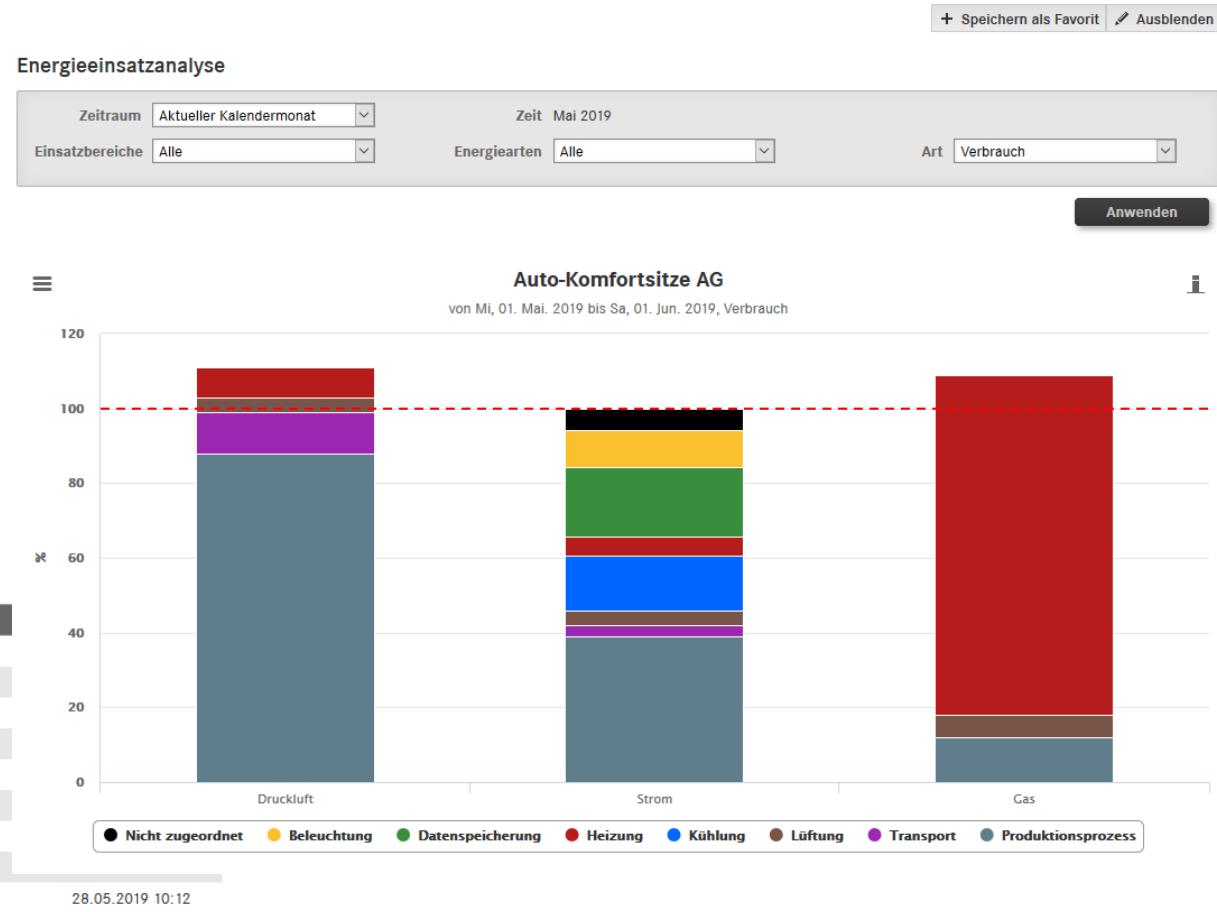 + Speichern als Favorit Ausblenden
Energieeinsatzanalyse
Zeitraum Aktueller Kalendermonat Zeit Mai 2019
Einsatzbereiche Alle Energiearten Alle Art Verbrauch
Anwenden
Auto-Komfortsitze AG
von Mi, 01. Mai. 2019 bis Sa, 01. Jun. 2019, Verbrauch
120
100
80
% 60
40
20
0
Druckluft Strom Gas
Nicht zugeordnet Beleuchtung Datenspeicherung Heizung Kühlung Lüftung Transport Produktionsprozess
28.05.2019 10:12